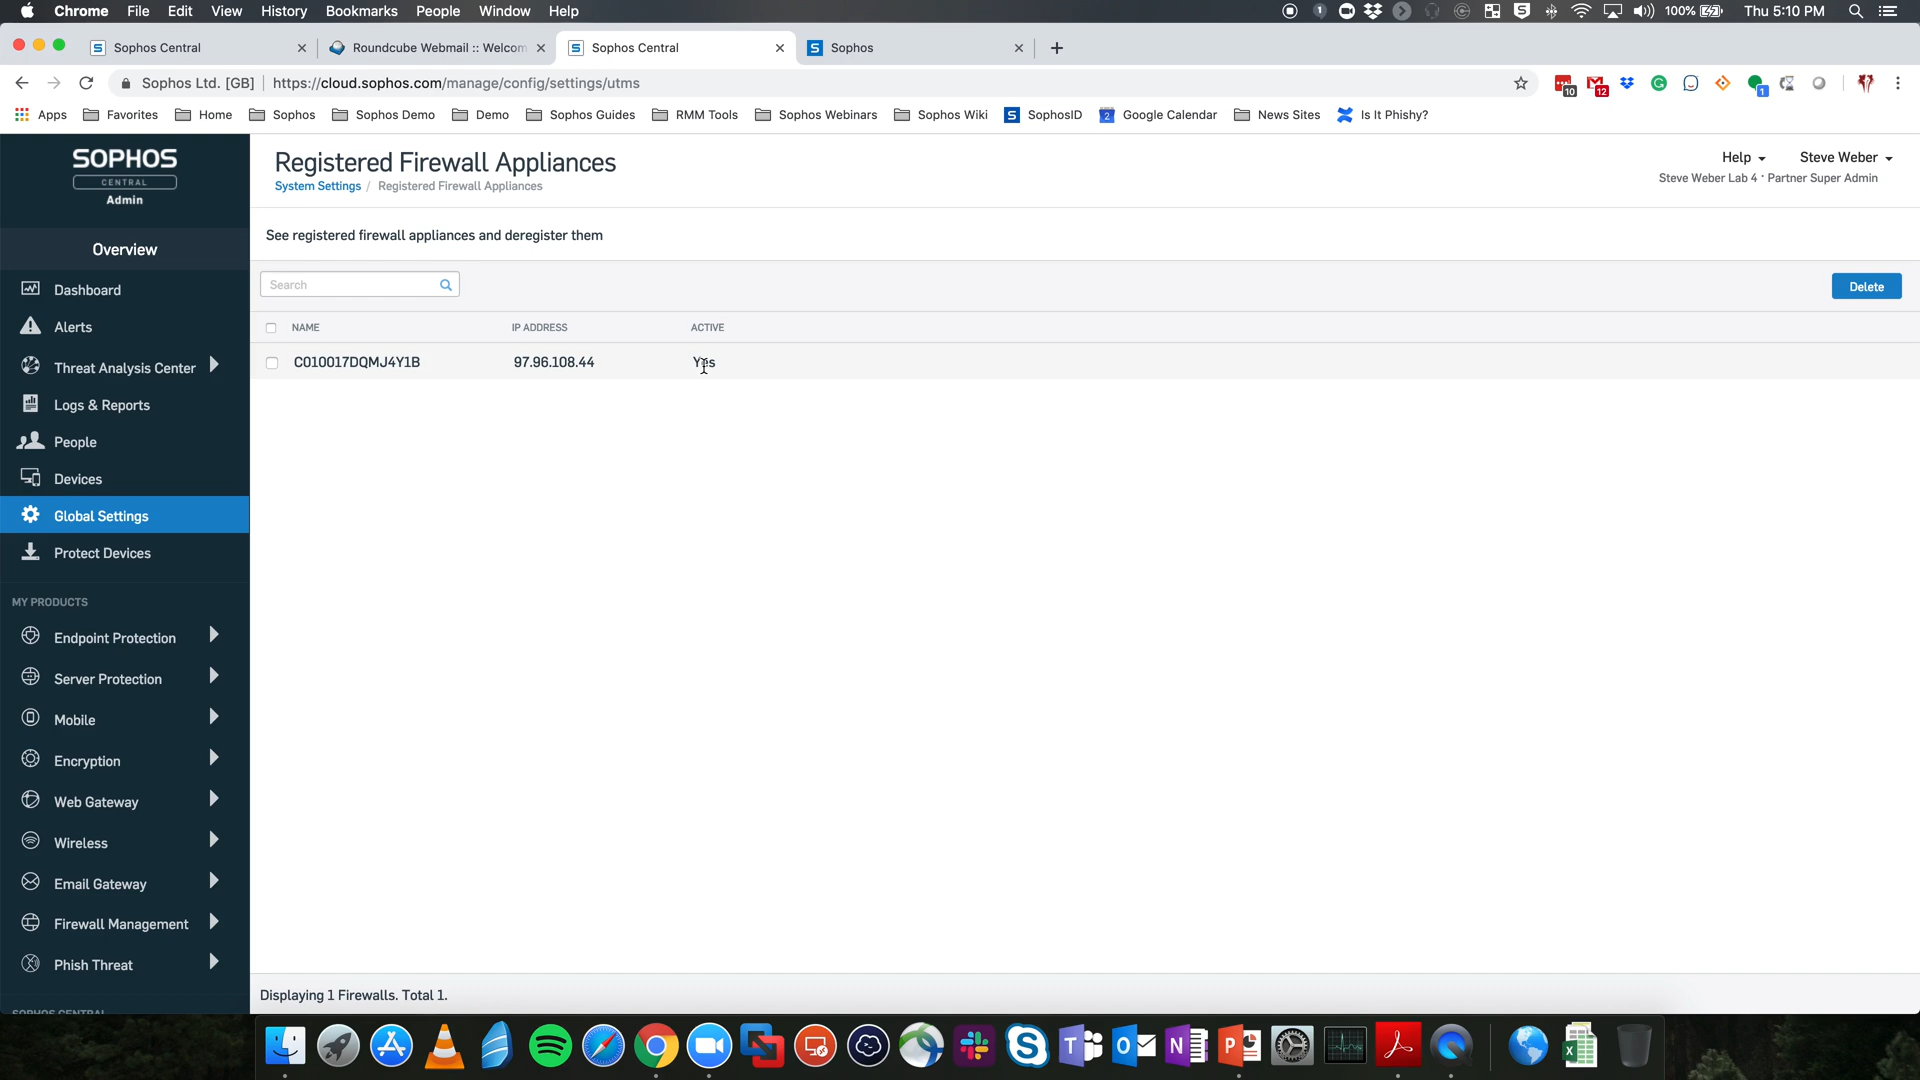 Chrome File Edit View History Bookmarks People Window Help 100% Thu 5:10 PM
Sophos Central Roundcube Webmail :: Welcom Sophos Central Sophos
Sophos Ltd. [GB] https://cloud.sophos.com/manage/config/settings/utms 10 12 1
Apps Favorites Home Sophos Sophos Demo Demo Sophos Guides RMM Tools Sophos Webinars Sophos Wiki SophosID Google Calendar News Sites Is It Phishy?
SOPHOS
CENTRAL
Admin
Registered Firewall Appliances
System Settings / Registered Firewall Appliances
Help Steve Weber
Steve Weber Lab 4 · Partner Super Admin
See registered firewall appliances and deregister them
Search
Delete
NAME IP ADDRESS ACTIVE
C010017DQMJ4Y1B 97.96.108.44 Yes
Overview
Dashboard
Alerts
Threat Analysis Center
Logs & Reports
People
Devices
Global Settings
Protect Devices
MY PRODUCTS
Endpoint Protection
Server Protection
Mobile
Encryption
Web Gateway
Wireless
Email Gateway
Firewall Management
Phish Threat
SOPHOS CENTRAL
Displaying 1 Firewalls. Total 1.